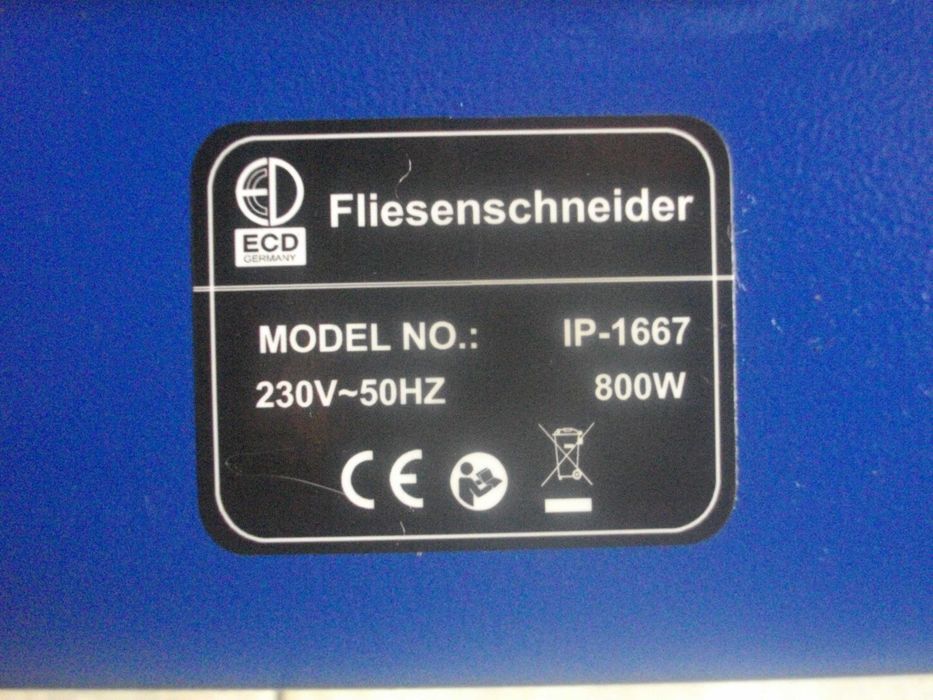 ECD
GERMANY
Fliesenschneider
MODEL NO.: IP-1667
230V~50HZ 800W
CE